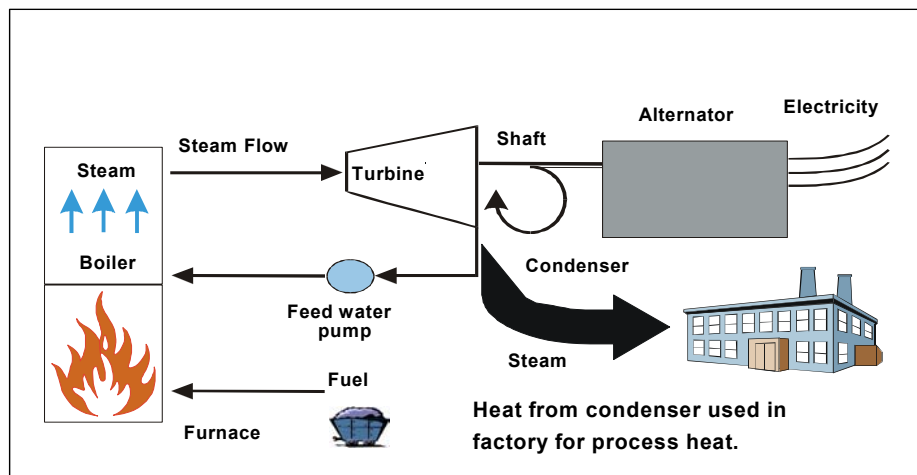 Electricity
Alternator
Steam Flow
Shaft
Steam
Turbine
Boiler
Condenser
Feed water
pump
Steam
Fuel
Furnace
Heat from condenser used in
factory for process heat.